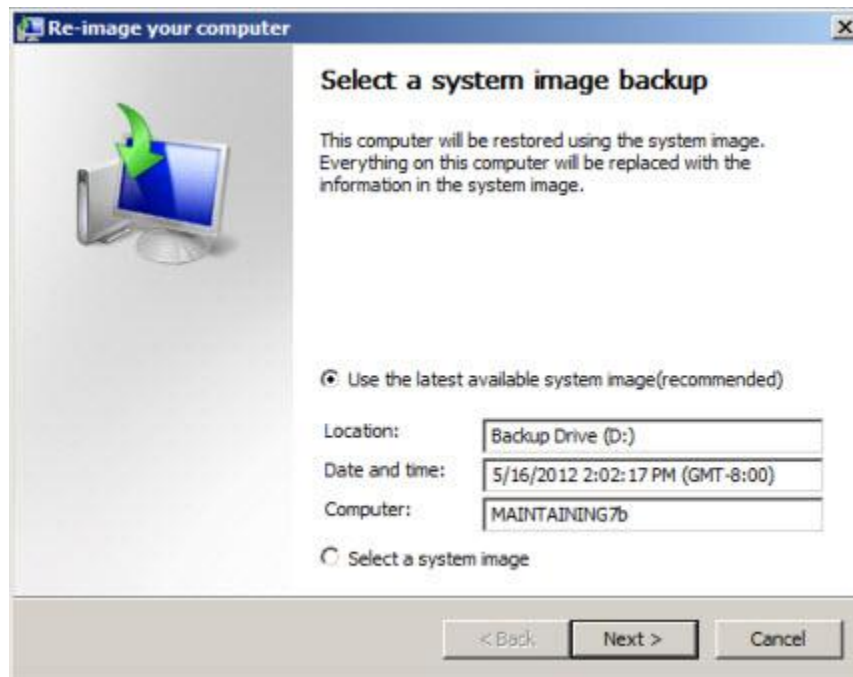 Re-image your computer
Select a system image backup
This computer will be restored using the system image.
Everything on this computer will be replaced with the
information in the system image.
Use the latest available system image(recommended)
Location: Backup Drive (D:)
Date and time: 5/16/2012 2:02:17 PM (GMT-8:00)
Computer: MAINTAINING7b
Select a system image
< Back Next > Cancel